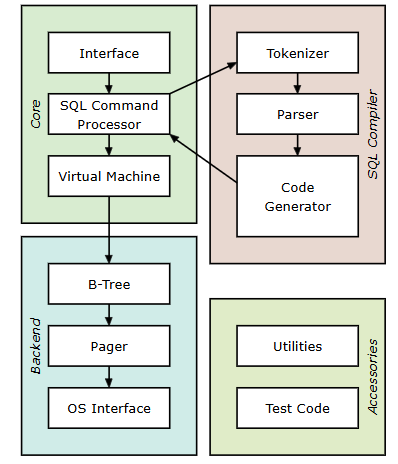 Core
Interface
SQL Command
Processor
Virtual Machine
SQL Compiler
Tokenizer
Parser
Code
Generator
Backend
B-Tree
Pager
OS Interface
Accessories
Utilities
Test Code